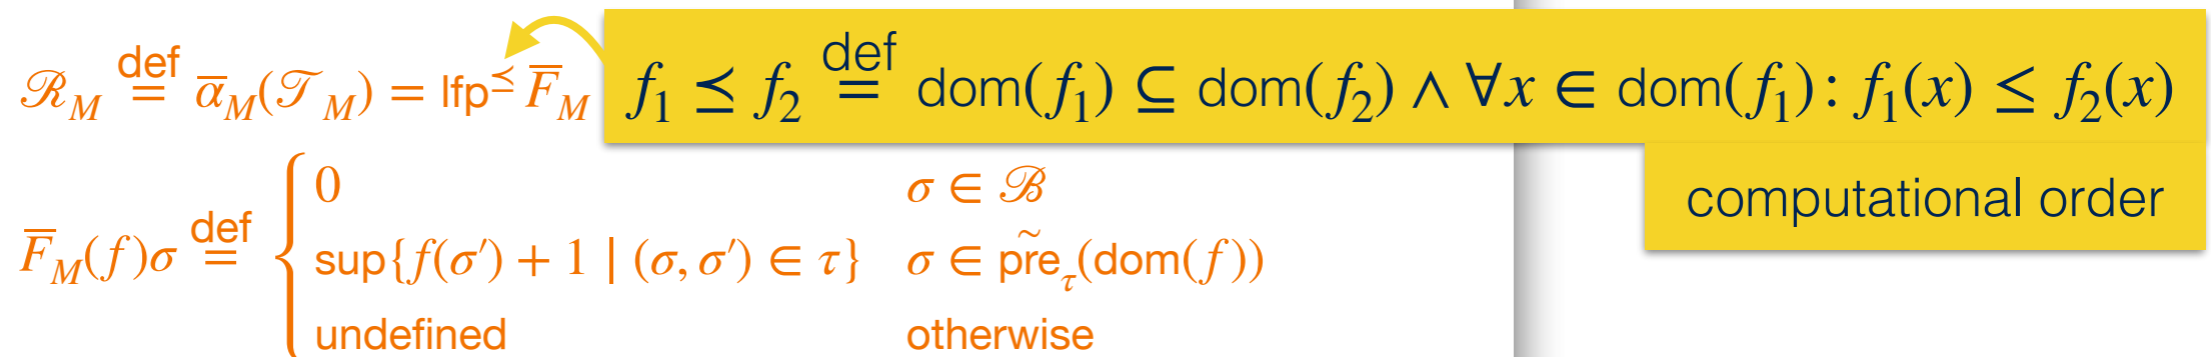 ℛ_M ≝ ᾱ_M(𝒯_M) = lfp^≼ F̄_M
f₁ ≼ f₂ ≝ dom(f₁) ⊆ dom(f₂) ∧ ∀x ∈ dom(f₁): f₁(x) ≤ f₂(x)
computational order
F̄_M(f)σ ≝ { 0 σ ∈ ℬ
sup{f(σ′) + 1 | (σ, σ′) ∈ τ} σ ∈ p̃re_τ(dom(f))
undefined otherwise